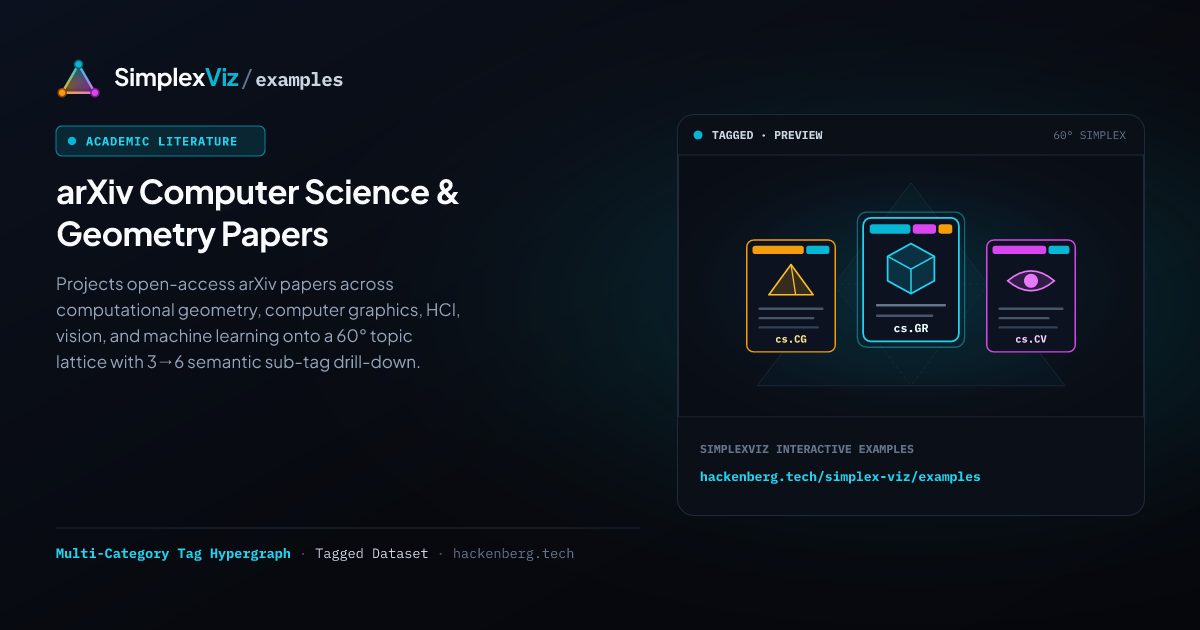 SimplexViz/examples
ACADEMIC LITERATURE
arXiv Computer Science &
Geometry Papers
Projects open-access arXiv papers across
computational geometry, computer graphics, HCI,
vision, and machine learning onto a 60° topic
lattice with 3→6 semantic sub-tag drill-down.
Multi-Category Tag Hypergraph · Tagged Dataset · hackenberg.tech
TAGGED · PREVIEW
60° SIMPLEX
cs.CG
cs.GR
cs.CV
SIMPLEXVIZ INTERACTIVE EXAMPLES
hackenberg.tech/simplex-viz/examples